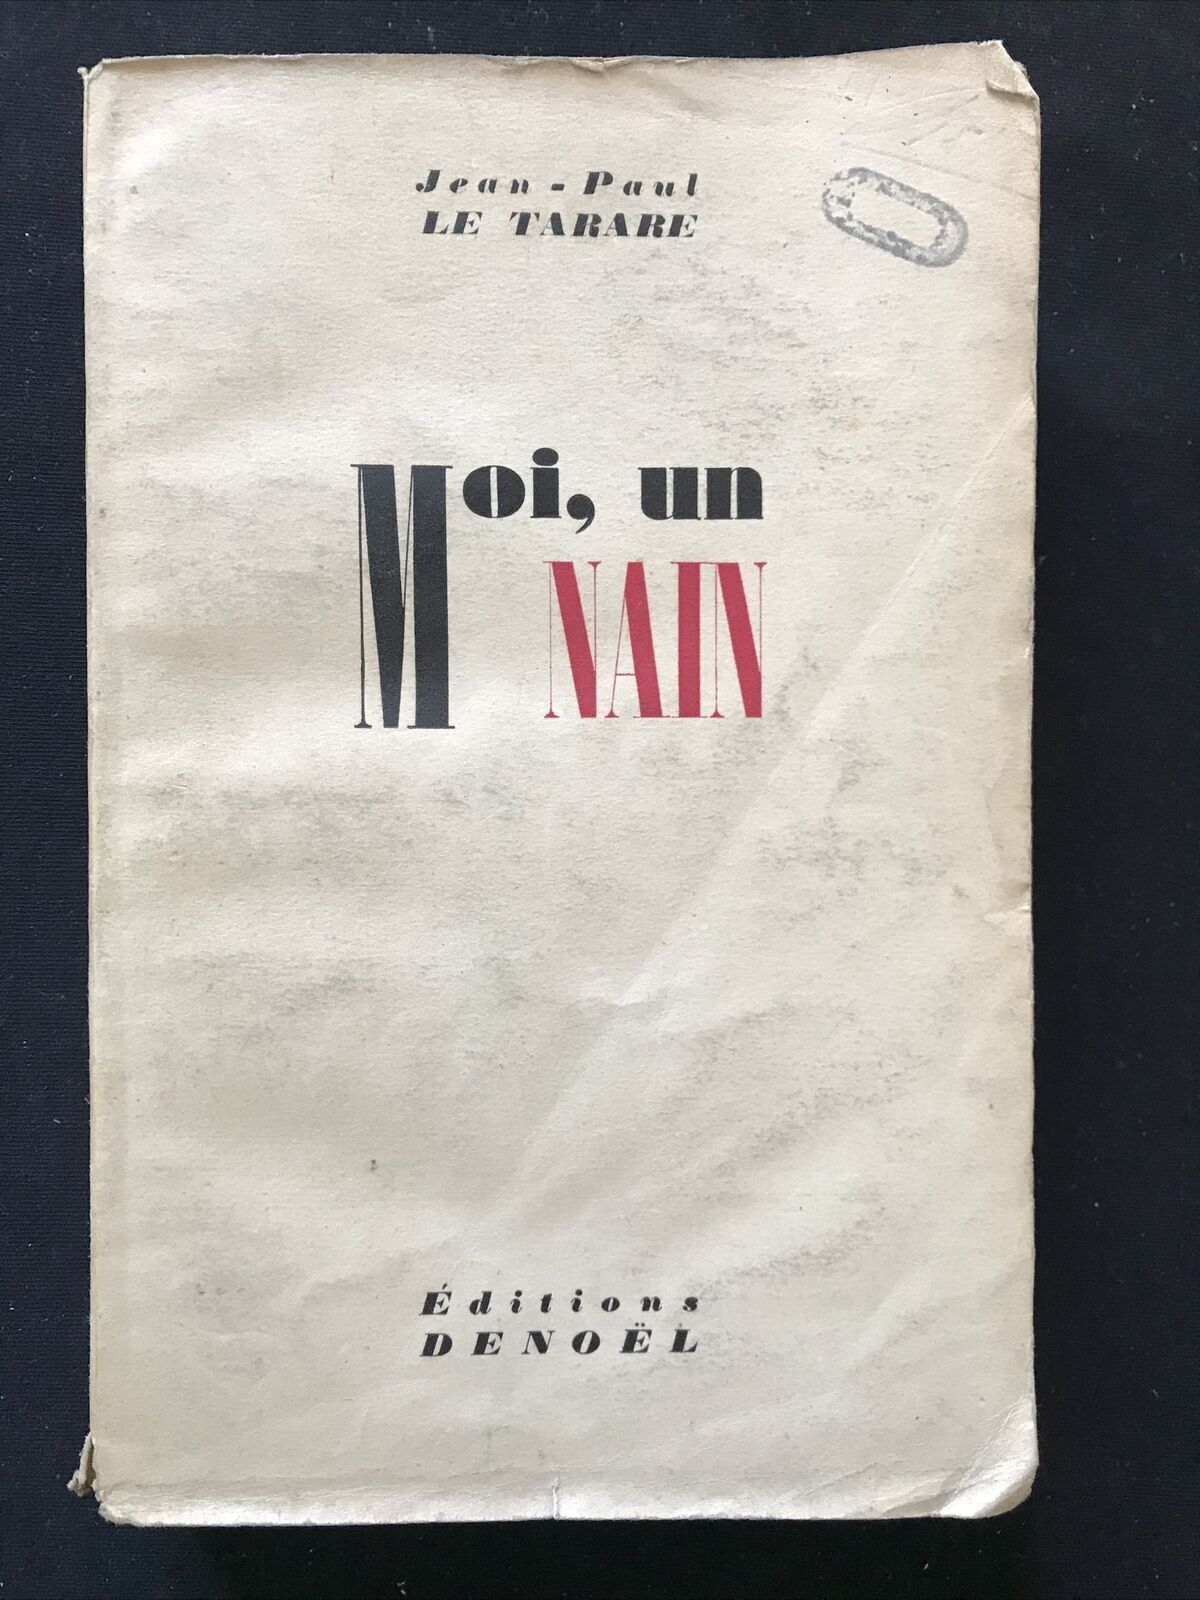 Jean-Paul
LE TARARE
Moi, un
NAIN
Éditions
DENOËL